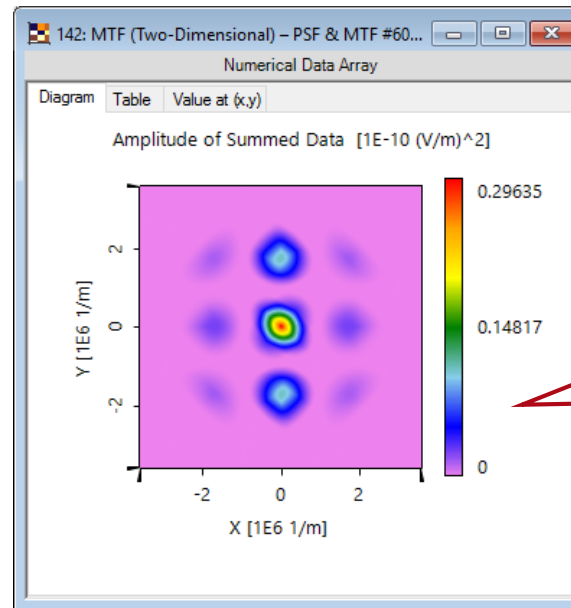 142: MTF (Two-Dimensional) – PSF & MTF #60...
Numerical Data Array
Diagram Table Value at (x,y)
Amplitude of Summed Data [1E-10 (V/m)^2]
0.29635
0.14817
0
Y [1E6 1/m]
2
0
-2
-2 0 2
X [1E6 1/m]